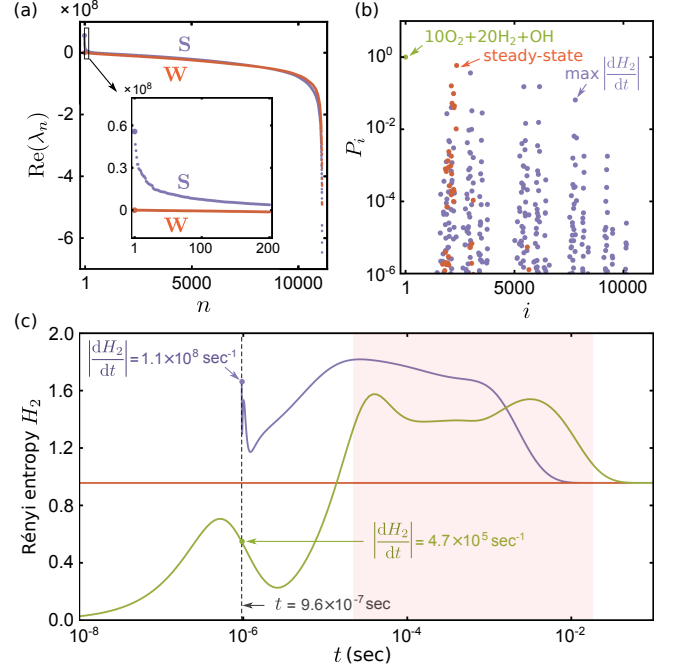 (a)
×10⁸
Re(λₙ)
0
-2
-4
-6
S
W
×10⁸
0.6
0.3
0
S
W
1
100
200
1
5000
10000
n
(b)
10O₂+20H₂+OH
steady-state
max |dH₂/dt|
Pᵢ
10⁰
10⁻²
10⁻⁴
10⁻⁶
1
5000
10000
i
(c)
Rényi entropy H₂
2.0
1.6
1.2
0.8
0.4
0.0
|dH₂/dt| = 1.1×10⁸ sec⁻¹
|dH₂/dt| = 4.7×10⁵ sec⁻¹
t = 9.6×10⁻⁷ sec
10⁻⁸
10⁻⁶
10⁻⁴
10⁻²
t (sec)